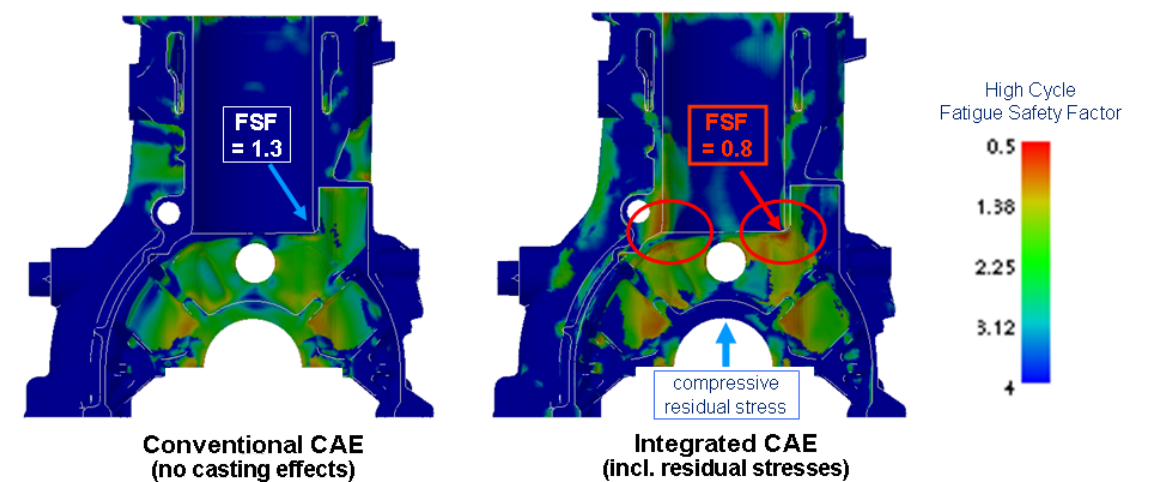 FSF
= 1.3
FSF
= 0.8
High Cycle
Fatigue Safety Factor
0.5
1.38
2.25
3.12
4
compressive
residual stress
Conventional CAE
(no casting effects)
Integrated CAE
(incl. residual stresses)